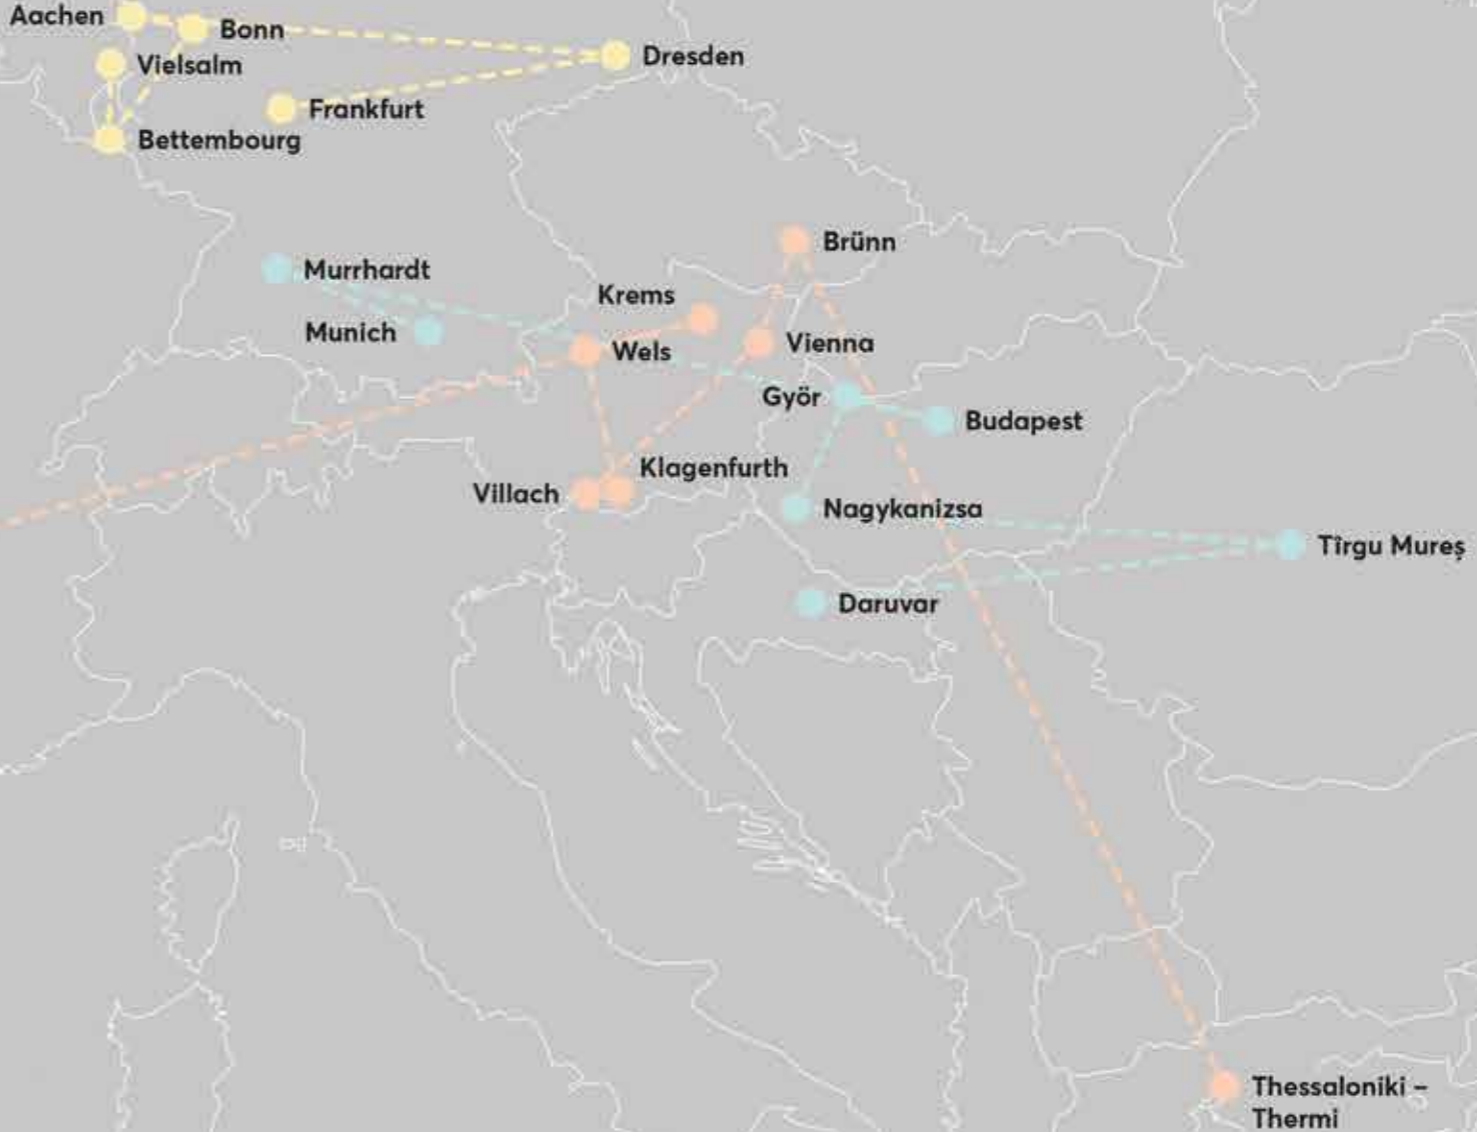 Aachen
Bonn
Dresden
Vielsalm
Frankfurt
Bettembourg
Brünn
Murrhardt
Krems
Munich
Wels
Vienna
Györ
Budapest
Klagenfurth
Villach
Nagykanizsa
Tîrgu Mureş
Daruvar
Thessaloniki –
Thermi